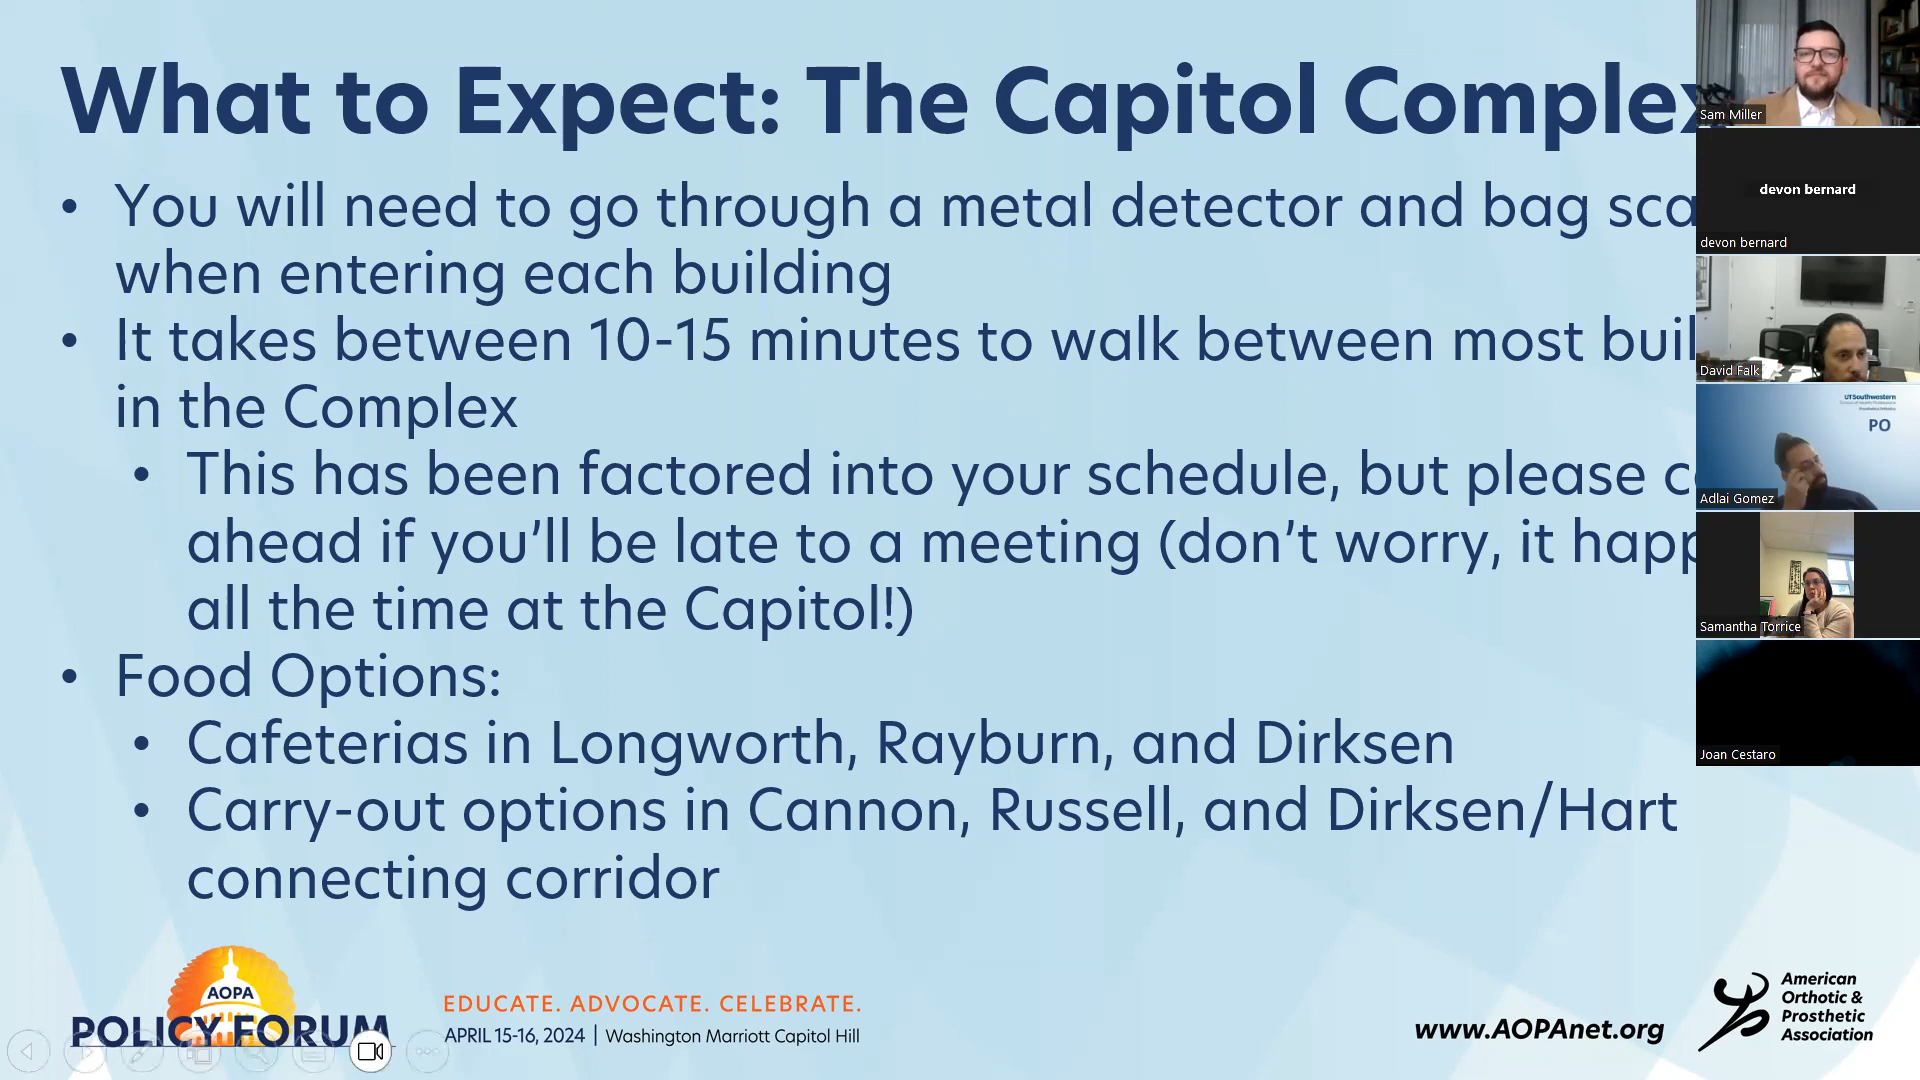 What to Expect: The Capitol Complex
• You will need to go through a metal detector and bag
when entering each building
• It takes between 10-15 minutes to walk between most
in the Complex
• This has been factored into your schedule, but please
ahead if you’ll be late to a meeting (don’t worry, it
all the time at the Capitol!)
• Food Options:
• Cafeterias in Longworth, Rayburn, and Dirksen
• Carry-out options in Cannon, Russell, and Dirksen/Hart
connecting corridor
AOPA
POLICY FORUM
EDUCATE. ADVOCATE. CELEBRATE.
APRIL 15-16, 2024 | Washington Marriott Capitol Hill
www.AOPAnet.org
American
Orthotic &
Prosthetic
Association
Sam Miller
devon bernard
devon bernard
David Falk
UTSouthwestern
PO
Adlai Gomez
Samantha Torrice
Joan Cestaro